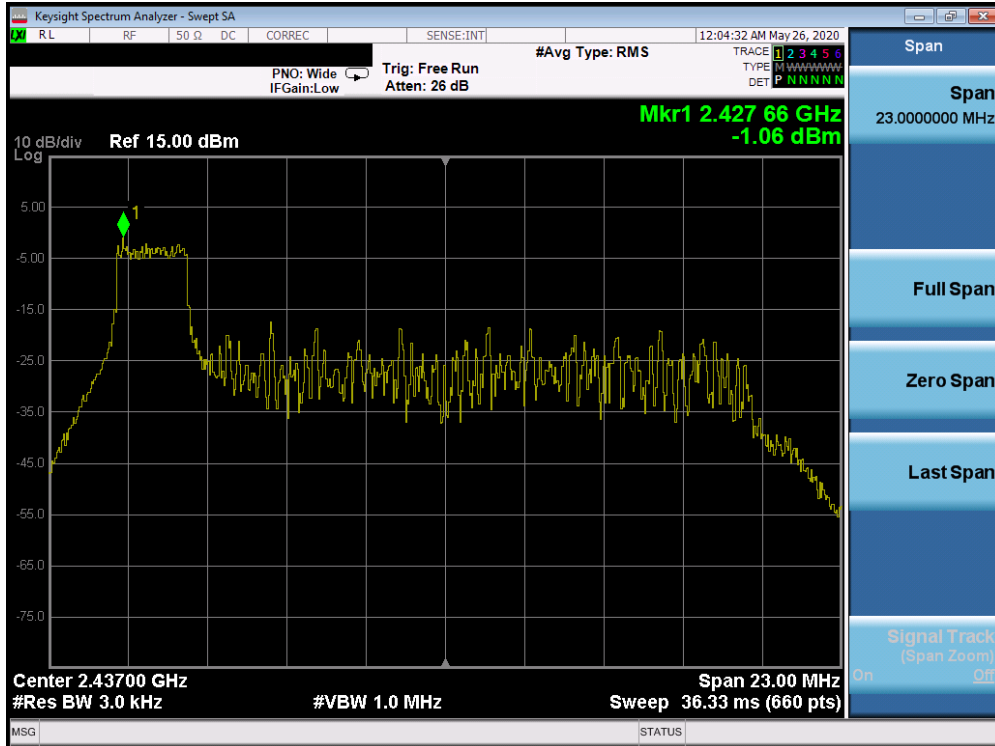 Keysight Spectrum Analyzer - Swept SA
LXI RL RF 50 Ω DC CORREC SENSE:INT 12:04:32 AM May 26, 2020
#Avg Type: RMS
TRACE 1 2 3 4 5 6
PNO: Wide Trig: Free Run
TYPE M WWWWW
IFGain:Low Atten: 26 dB
DET P N N N N N
Mkr1 2.427 66 GHz
-1.06 dBm
10 dB/div Ref 15.00 dBm
Log
5.00
1
-5.00
-15.0
-25.0
-35.0
-45.0
-55.0
-65.0
-75.0
Center 2.43700 GHz Span 23.00 MHz
#Res BW 3.0 kHz #VBW 1.0 MHz Sweep 36.33 ms (660 pts)
MSG STATUS
Span
Span
23.0000000 MHz
Full Span
Zero Span
Last Span
Signal Track
(Span Zoom)
On Off